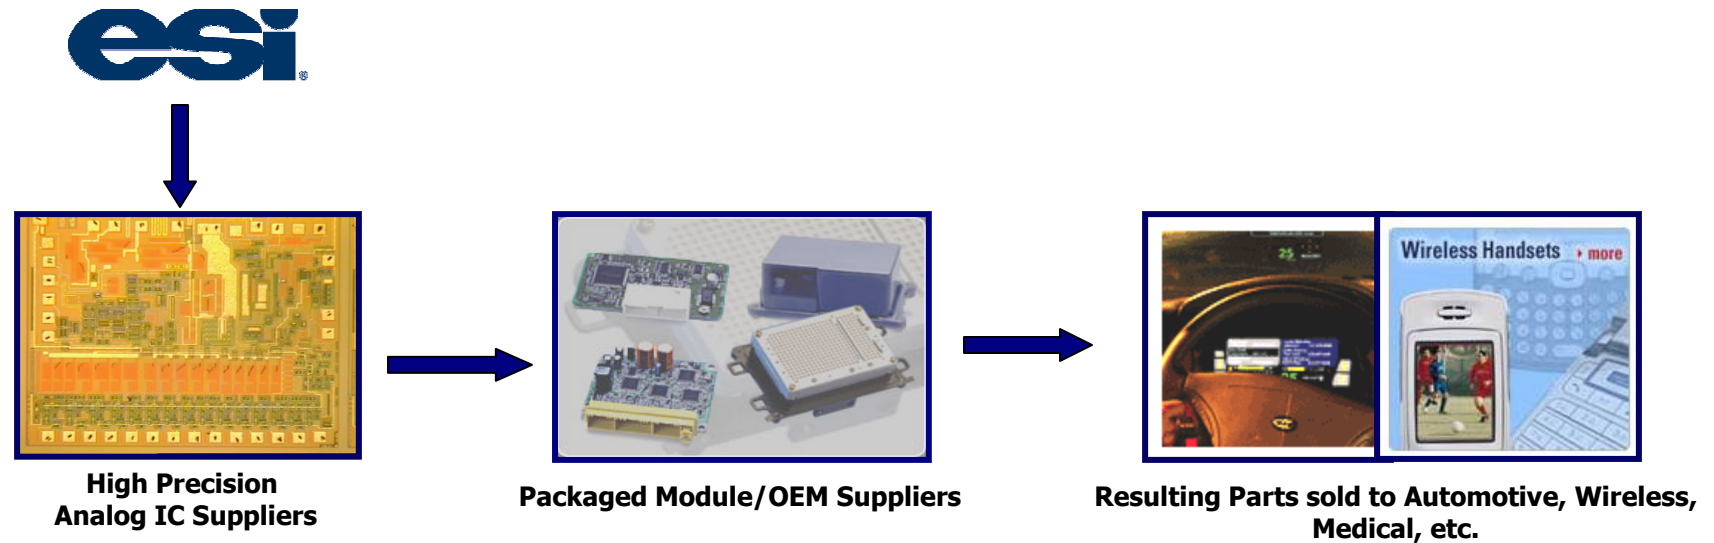 esi®
High Precision
Analog IC Suppliers
Packaged Module/OEM Suppliers
25
Wireless Handsets more
Resulting Parts sold to Automotive, Wireless,
Medical, etc.